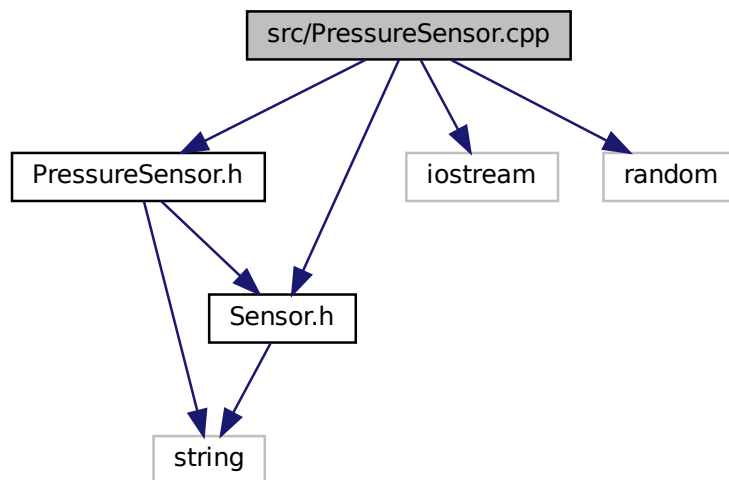 src/PressureSensor.cpp
PressureSensor.h
iostream
random
Sensor.h
string